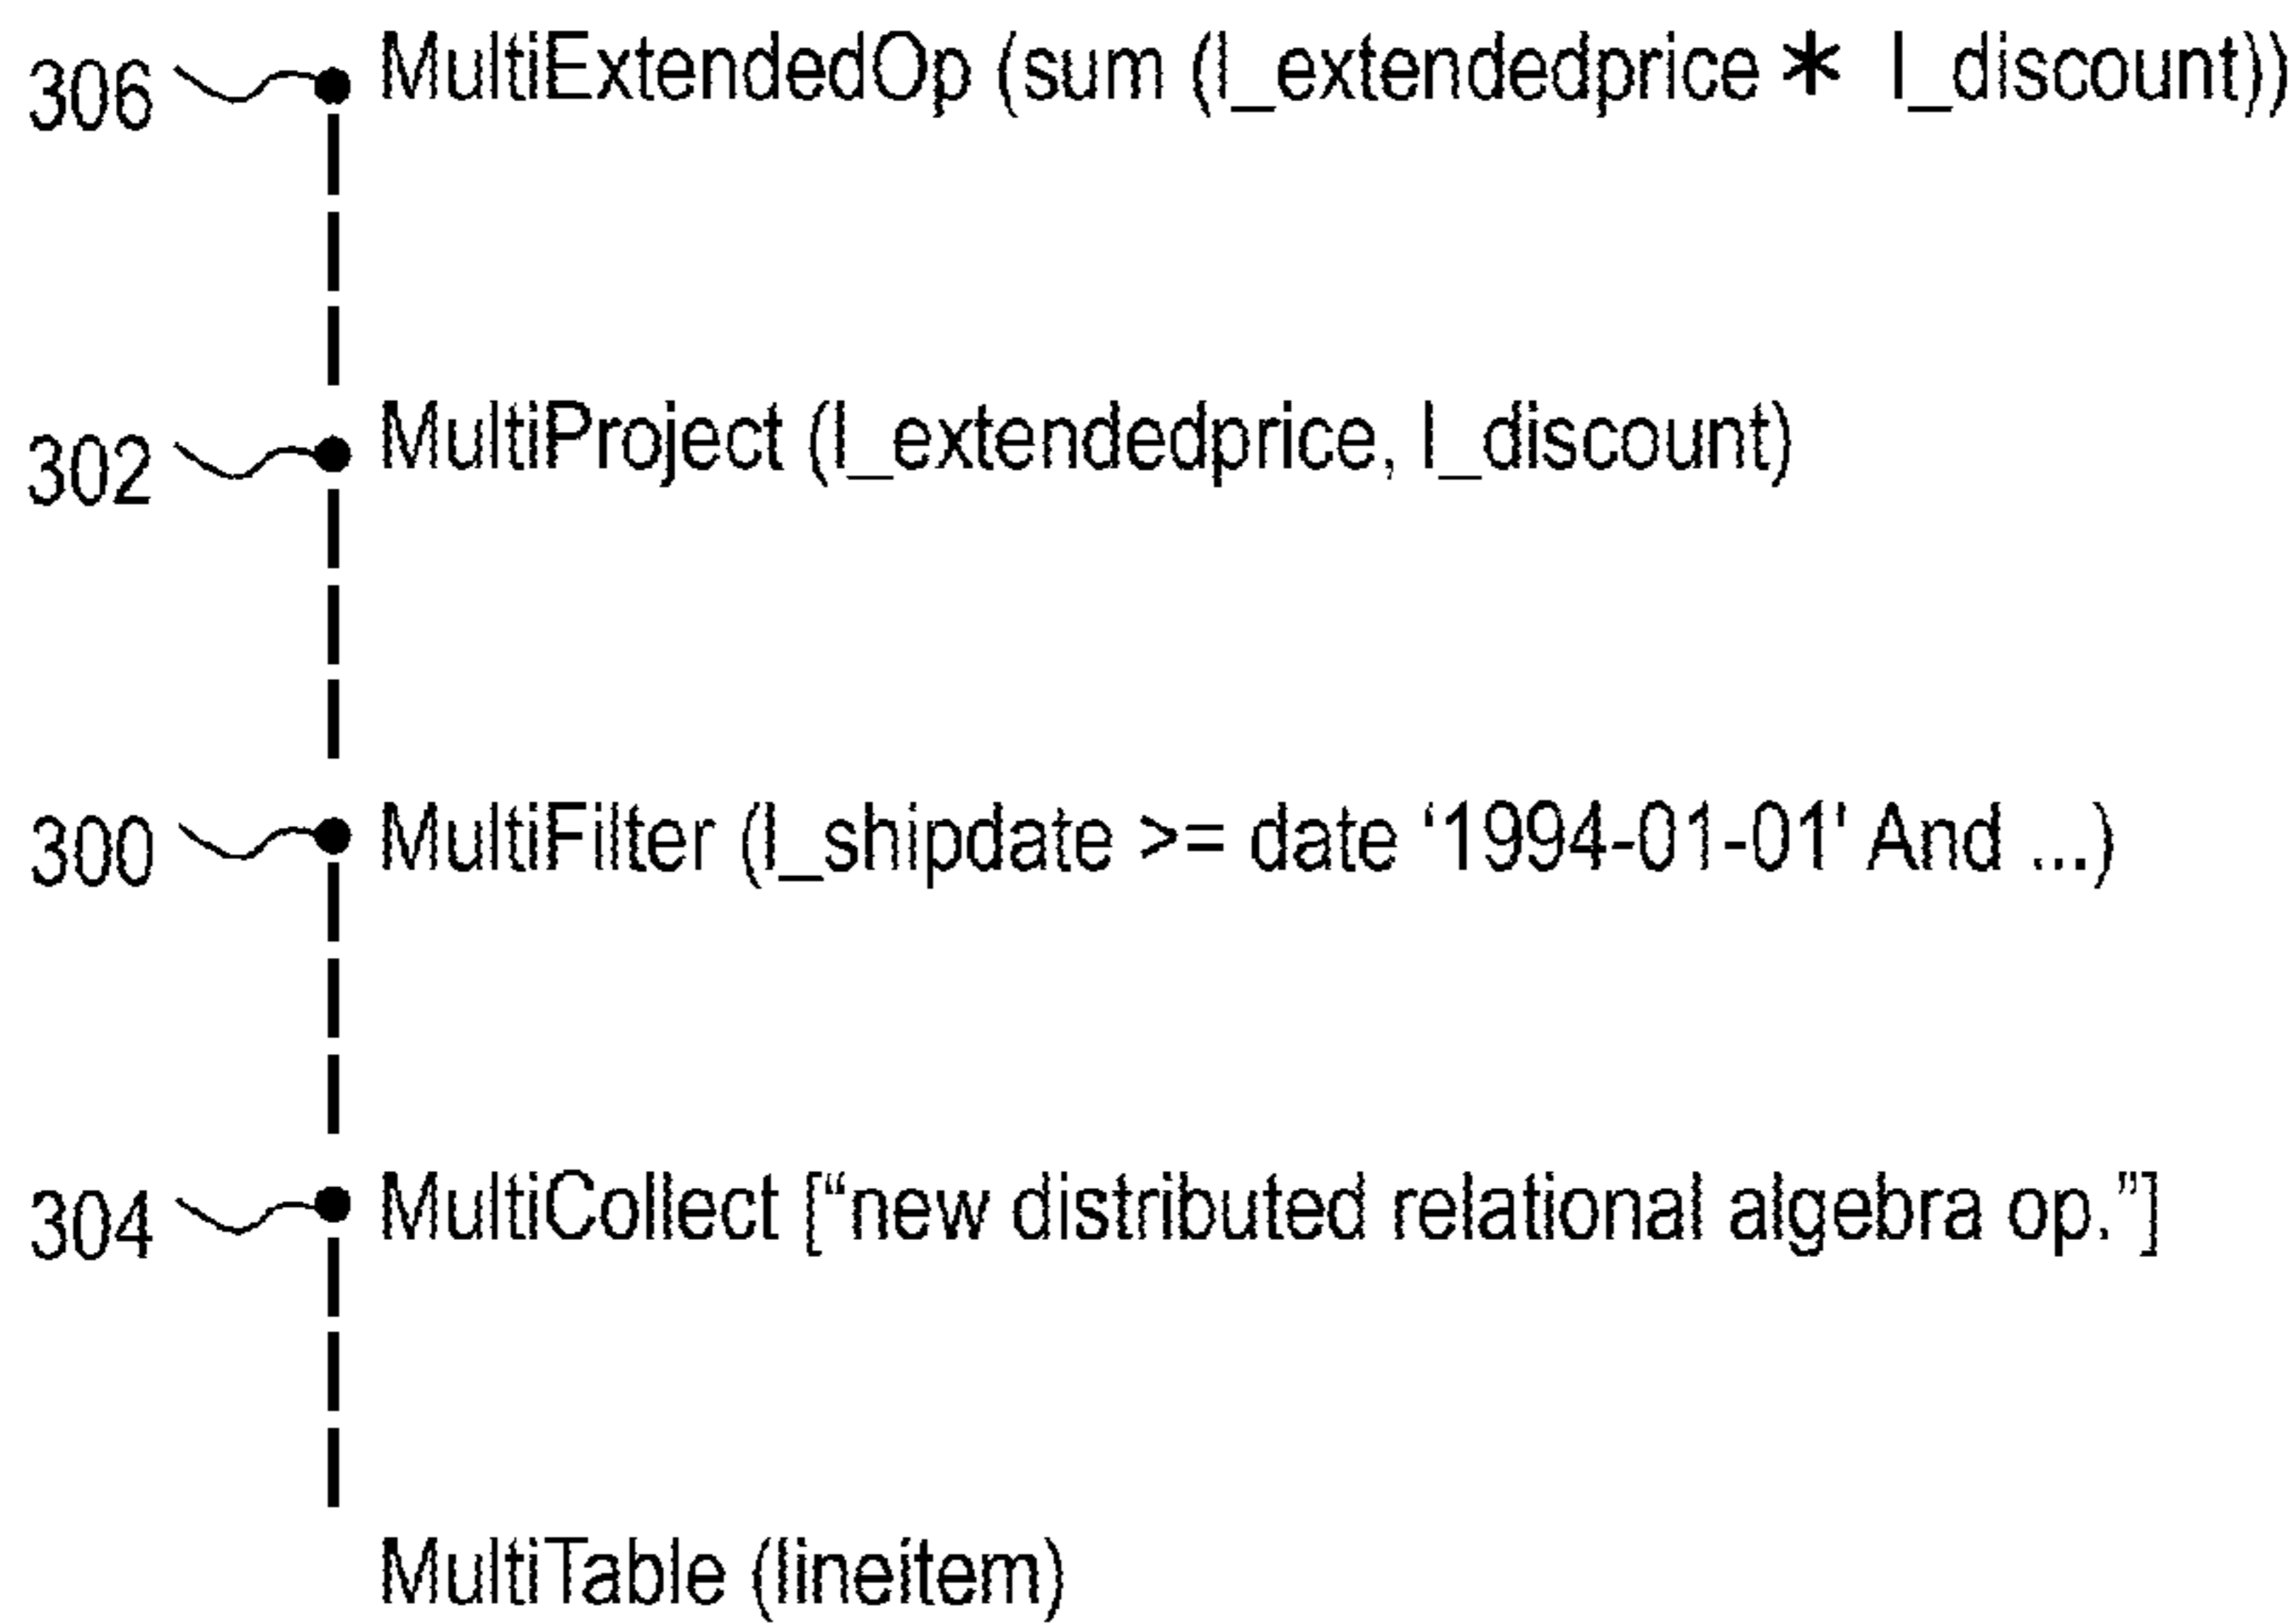 306 MultiExtendedOp (sum (l_extendedprice * l_discount))
302 MultiProject (l_extendedprice, l_discount)
300 MultiFilter (l_shipdate >= date ‘1994-01-01' And ...)
304 MultiCollect [“new distributed relational algebra op.”]
MultiTable (lineitem)